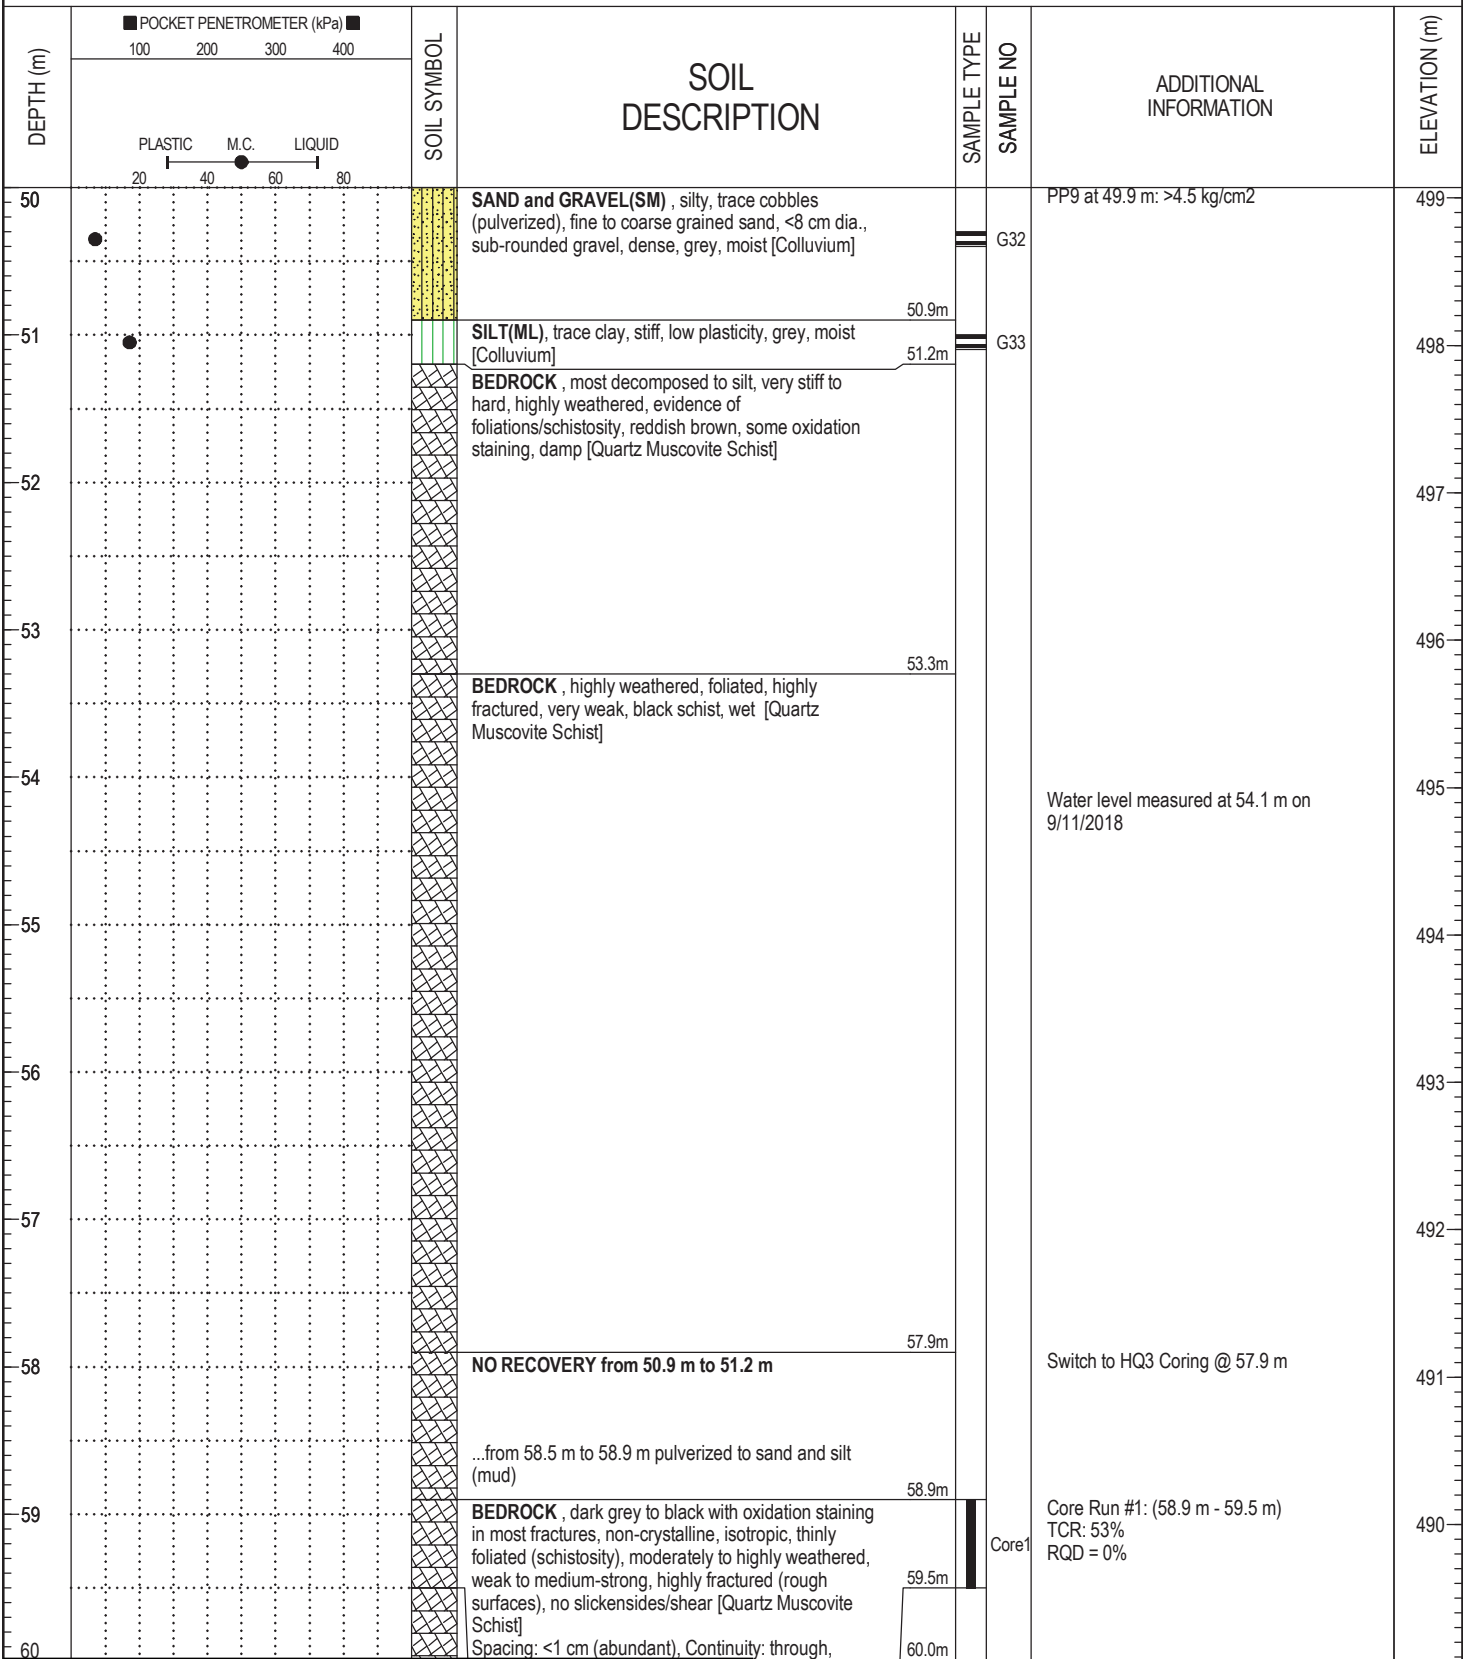 ■ POCKET PENETROMETER (kPa) ■
100 200 300 400
DEPTH (m)
PLASTIC M.C. LIQUID
20 40 60 80
SOIL SYMBOL
SOIL
DESCRIPTION
SAMPLE TYPE
SAMPLE NO
ADDITIONAL
INFORMATION
ELEVATION (m)
50
SAND and GRAVEL(SM) , silty, trace cobbles
(pulverized), fine to coarse grained sand, <8 cm dia.,
sub-rounded gravel, dense, grey, moist [Colluvium]
50.9m
G32
PP9 at 49.9 m: >4.5 kg/cm2
499
51
SILT(ML), trace clay, stiff, low plasticity, grey, moist
[Colluvium]
51.2m
G33
498
BEDROCK , most decomposed to silt, very stiff to
hard, highly weathered, evidence of
foliations/schistosity, reddish brown, some oxidation
staining, damp [Quartz Muscovite Schist]
52
497
53
496
53.3m
BEDROCK , highly weathered, foliated, highly
fractured, very weak, black schist, wet [Quartz
Muscovite Schist]
54
495
Water level measured at 54.1 m on
9/11/2018
55
494
56
493
57
492
57.9m
58
NO RECOVERY from 50.9 m to 51.2 m
Switch to HQ3 Coring @ 57.9 m
491
...from 58.5 m to 58.9 m pulverized to sand and silt
(mud)
58.9m
59
BEDROCK , dark grey to black with oxidation staining
in most fractures, non-crystalline, isotropic, thinly
foliated (schistosity), moderately to highly weathered,
weak to medium-strong, highly fractured (rough
surfaces), no slickensides/shear [Quartz Muscovite
Schist]
Spacing: <1 cm (abundant), Continuity: through,
59.5m
60.0m
Core1
Core Run #1: (58.9 m - 59.5 m)
TCR: 53%
RQD = 0%
490
60